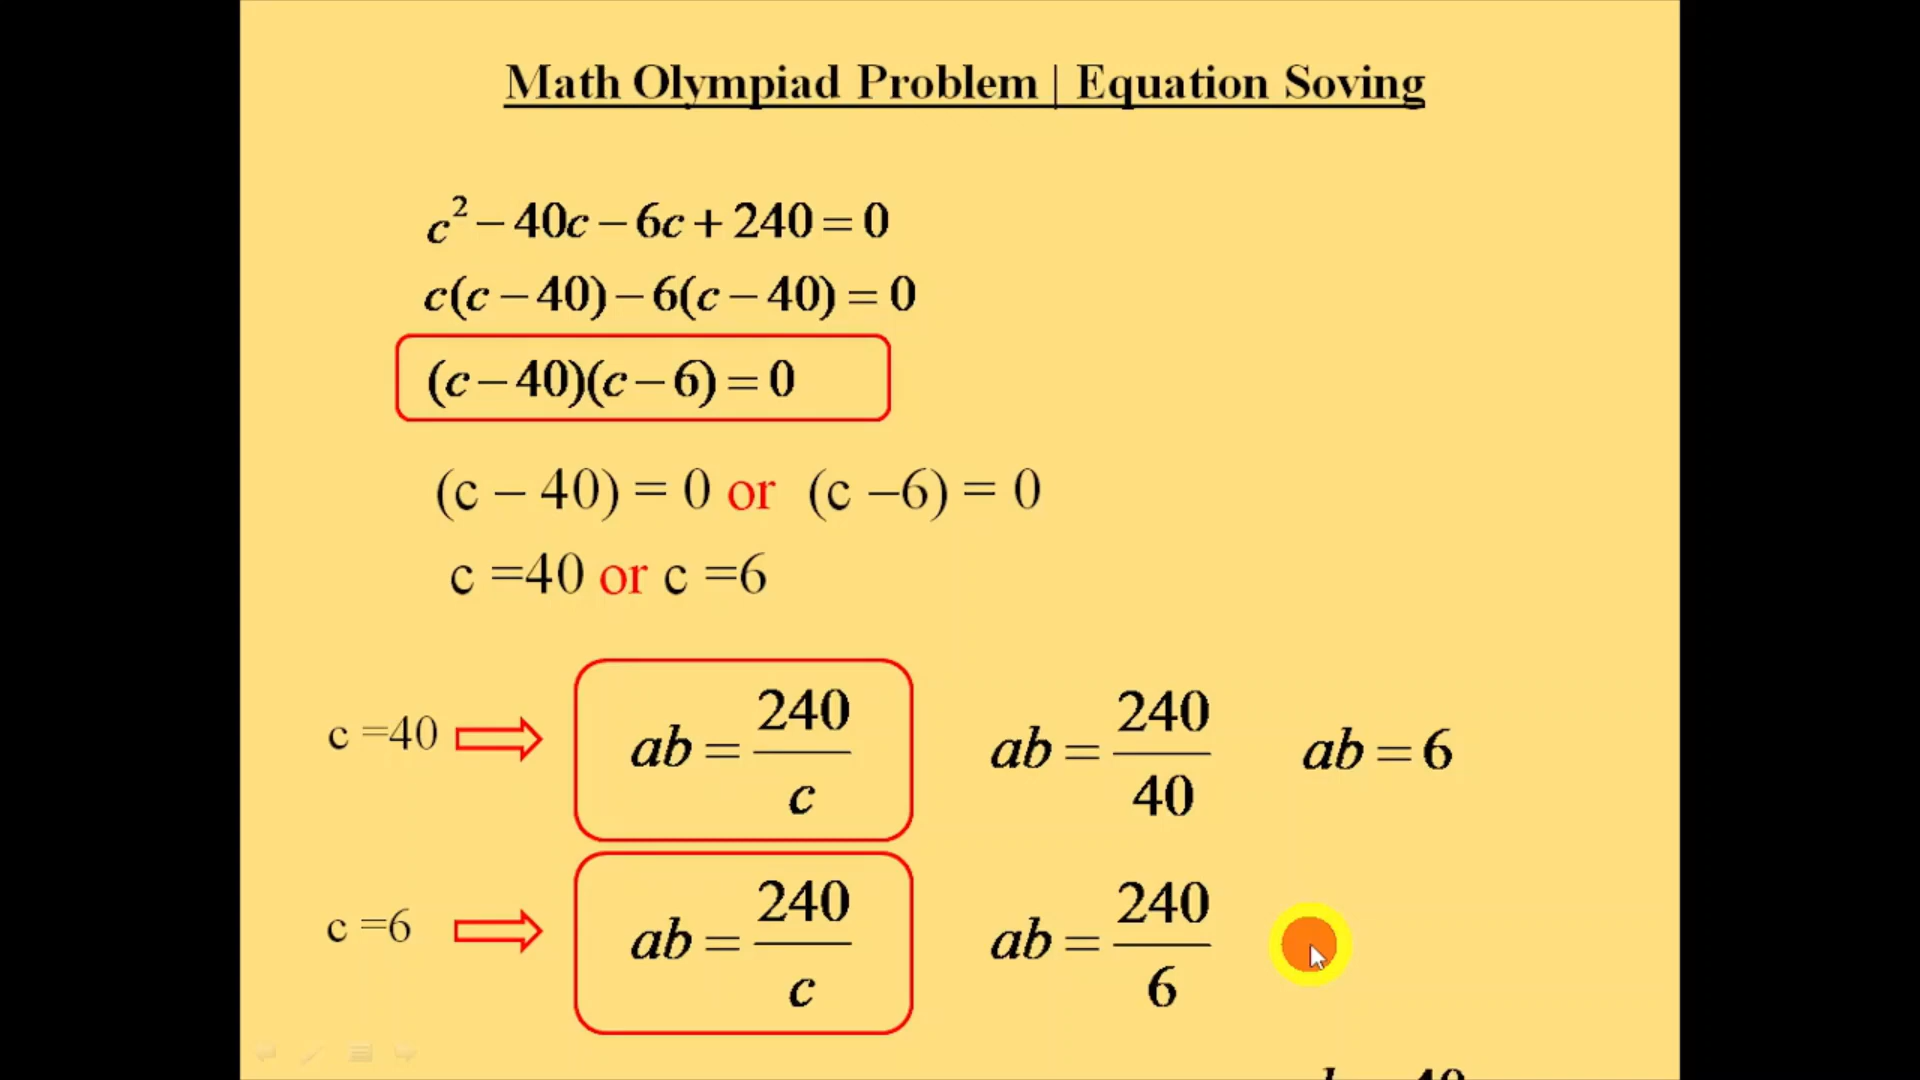 Math Olympiad Problem | Equation Soving
c² − 40c − 6c + 240 = 0
c(c − 40) − 6(c − 40) = 0
(c − 40)(c − 6) = 0
(c – 40) = 0 or (c –6) = 0
c =40 or c =6
c =40 ab = 240/c ab = 240/40 ab = 6
c =6 ab = 240/c ab = 240/6